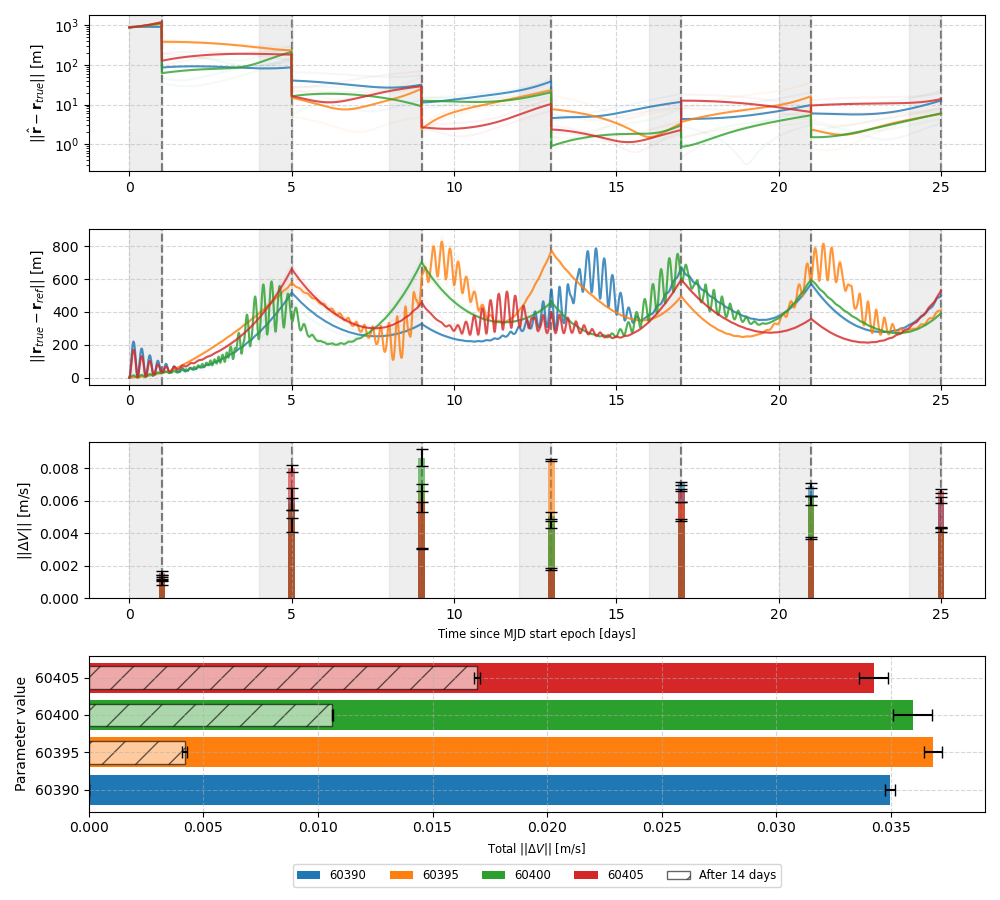 ||r̂ − r_true|| [m]
10³
10²
10¹
10⁰
0 5 10 15 20 25
||r_true − r_ref|| [m]
800
600
400
200
0
0 5 10 15 20 25
||ΔV|| [m/s]
0.008
0.006
0.004
0.002
0.000
0 5 10 15 20 25
Time since MJD start epoch [days]
Parameter value
60405
60400
60395
60390
0.000 0.005 0.010 0.015 0.020 0.025 0.030 0.035
Total ||ΔV|| [m/s]
60390 60395 60400 60405 After 14 days